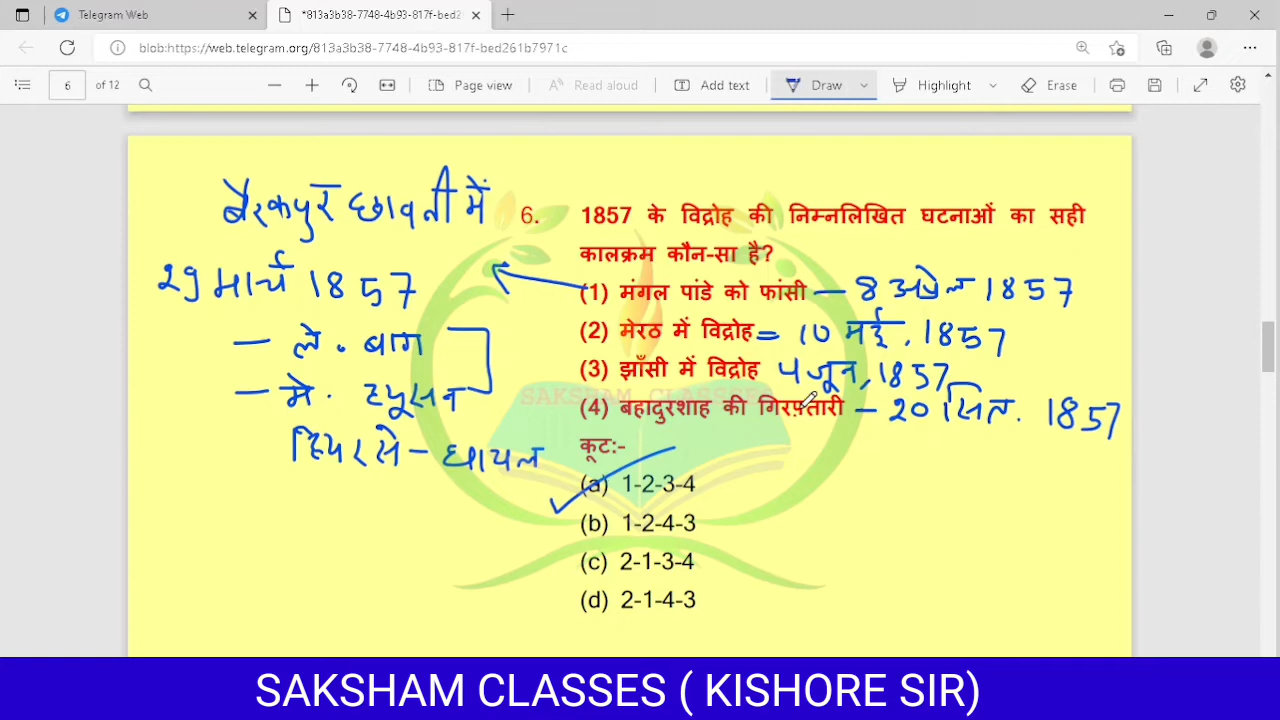 Telegram Web
*813a3b38-7748-4b93-817f-bed2
blob:https://web.telegram.org/813a3b38-7748-4b93-817f-bed261b7971c
6 of 12
Page view
Read aloud
Add text
Draw
Highlight
Erase
बैरकपुर छावनी में
29 मार्च 1857
— ले. बाग
— मे. ह्यूसन
— घायल
6. 1857 के विद्रोह की निम्नलिखित घटनाओं का सही
कालक्रम कौन-सा है?
(1) मंगल पांडे को फांसी — 8 अप्रैल 1857
(2) मेरठ में विद्रोह = 10 मई, 1857
(3) झाँसी में विद्रोह 4 जून, 1857
(4) बहादुरशाह की गिरफ़्तारी — 20 सित. 1857
कूट:-
(a) 1-2-3-4
(b) 1-2-4-3
(c) 2-1-3-4
(d) 2-1-4-3
SAKSHAM CLASSES
SAKSHAM CLASSES ( KISHORE SIR)